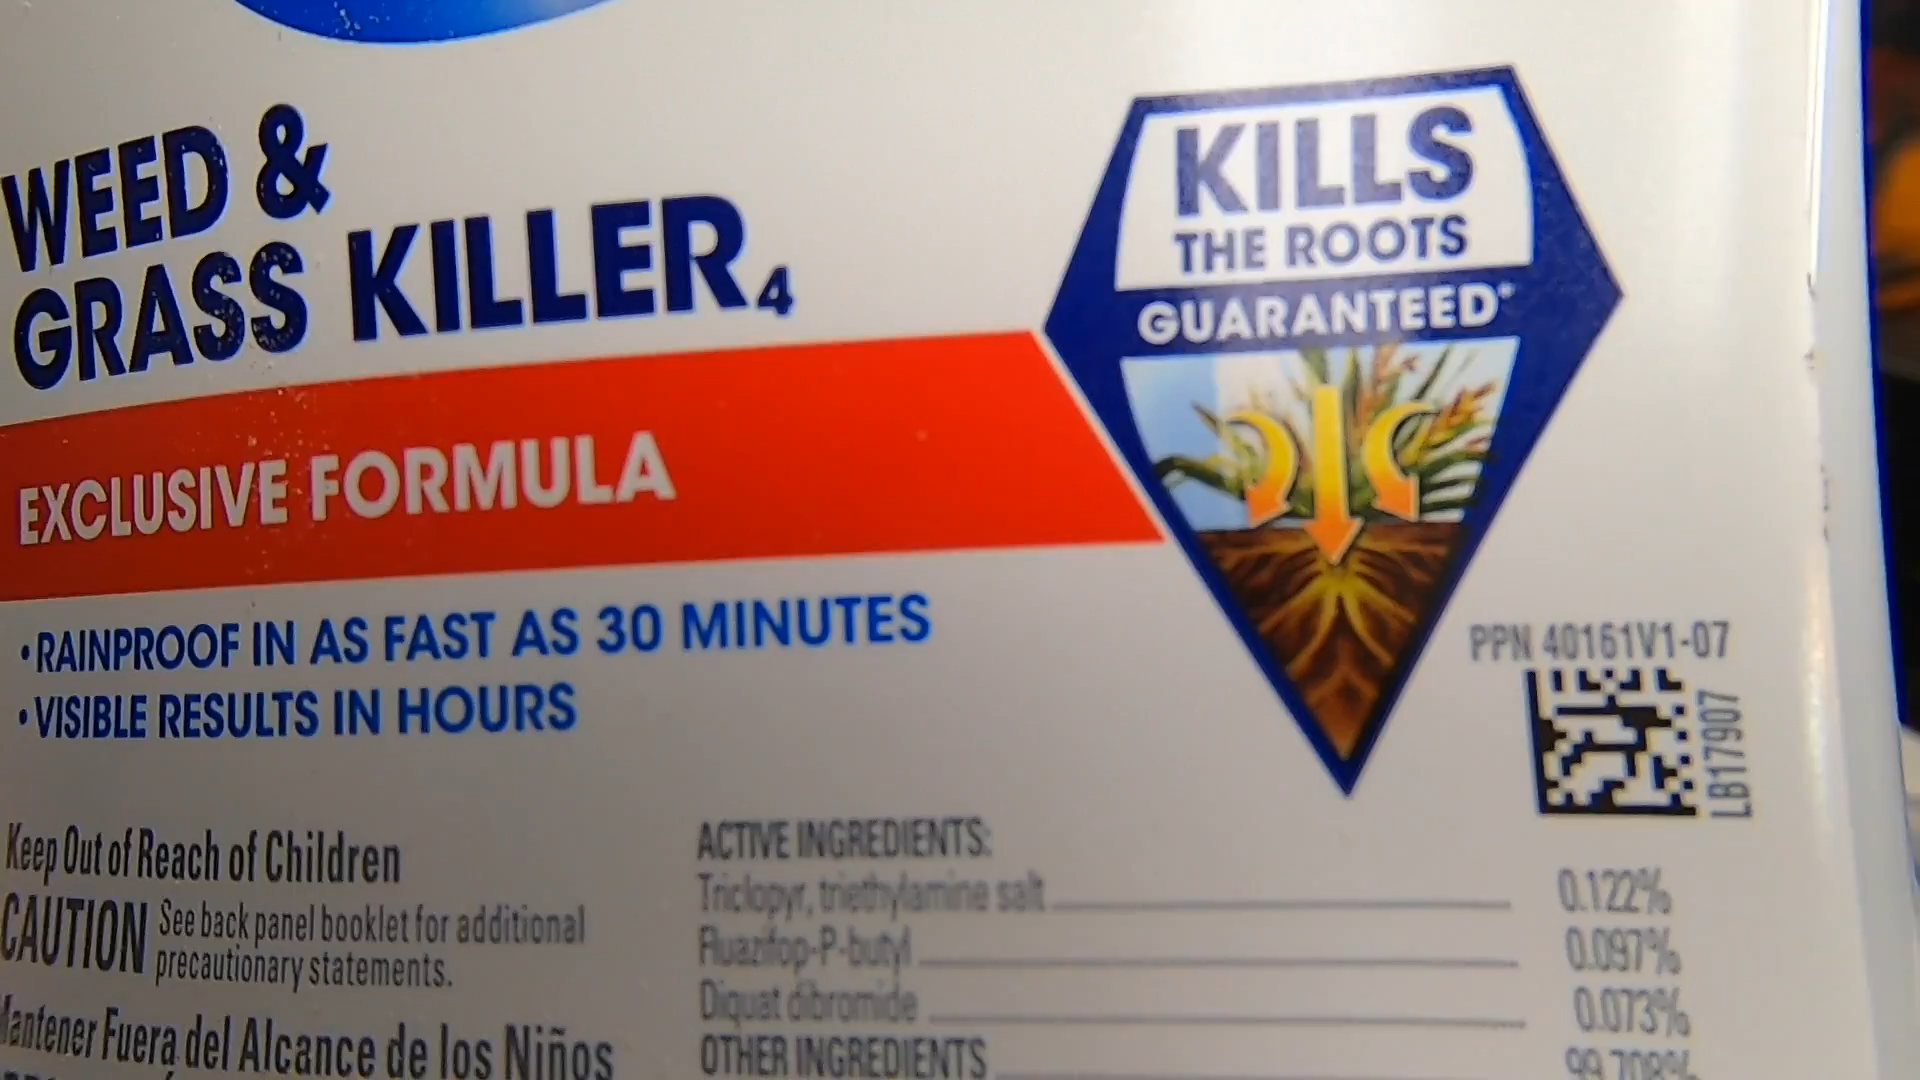 WEED &
GRASS KILLER4
EXCLUSIVE FORMULA
• RAINPROOF IN AS FAST AS 30 MINUTES
• VISIBLE RESULTS IN HOURS
KILLS
THE ROOTS
GUARANTEED*
PPN 40161V1-07
LB17907
Keep Out of Reach of Children
CAUTION See back panel booklet for additional
precautionary statements.
Mantener Fuera del Alcance de los Niños
ACTIVE INGREDIENTS:
Triclopyr, triethylamine salt 0.122%
Fluazifop-P-butyl 0.097%
Diquat dibromide 0.073%
OTHER INGREDIENTS 99.708%